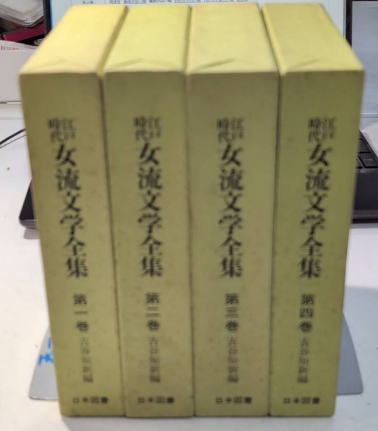 江戸時代 女流文学全集 第一巻 古谷知新編 日本図書
江戸時代 女流文学全集 第二巻 古谷知新編 日本図書
江戸時代 女流文学全集 第三巻 古谷知新編 日本図書
江戸時代 女流文学全集 第四巻 古谷知新編 日本図書